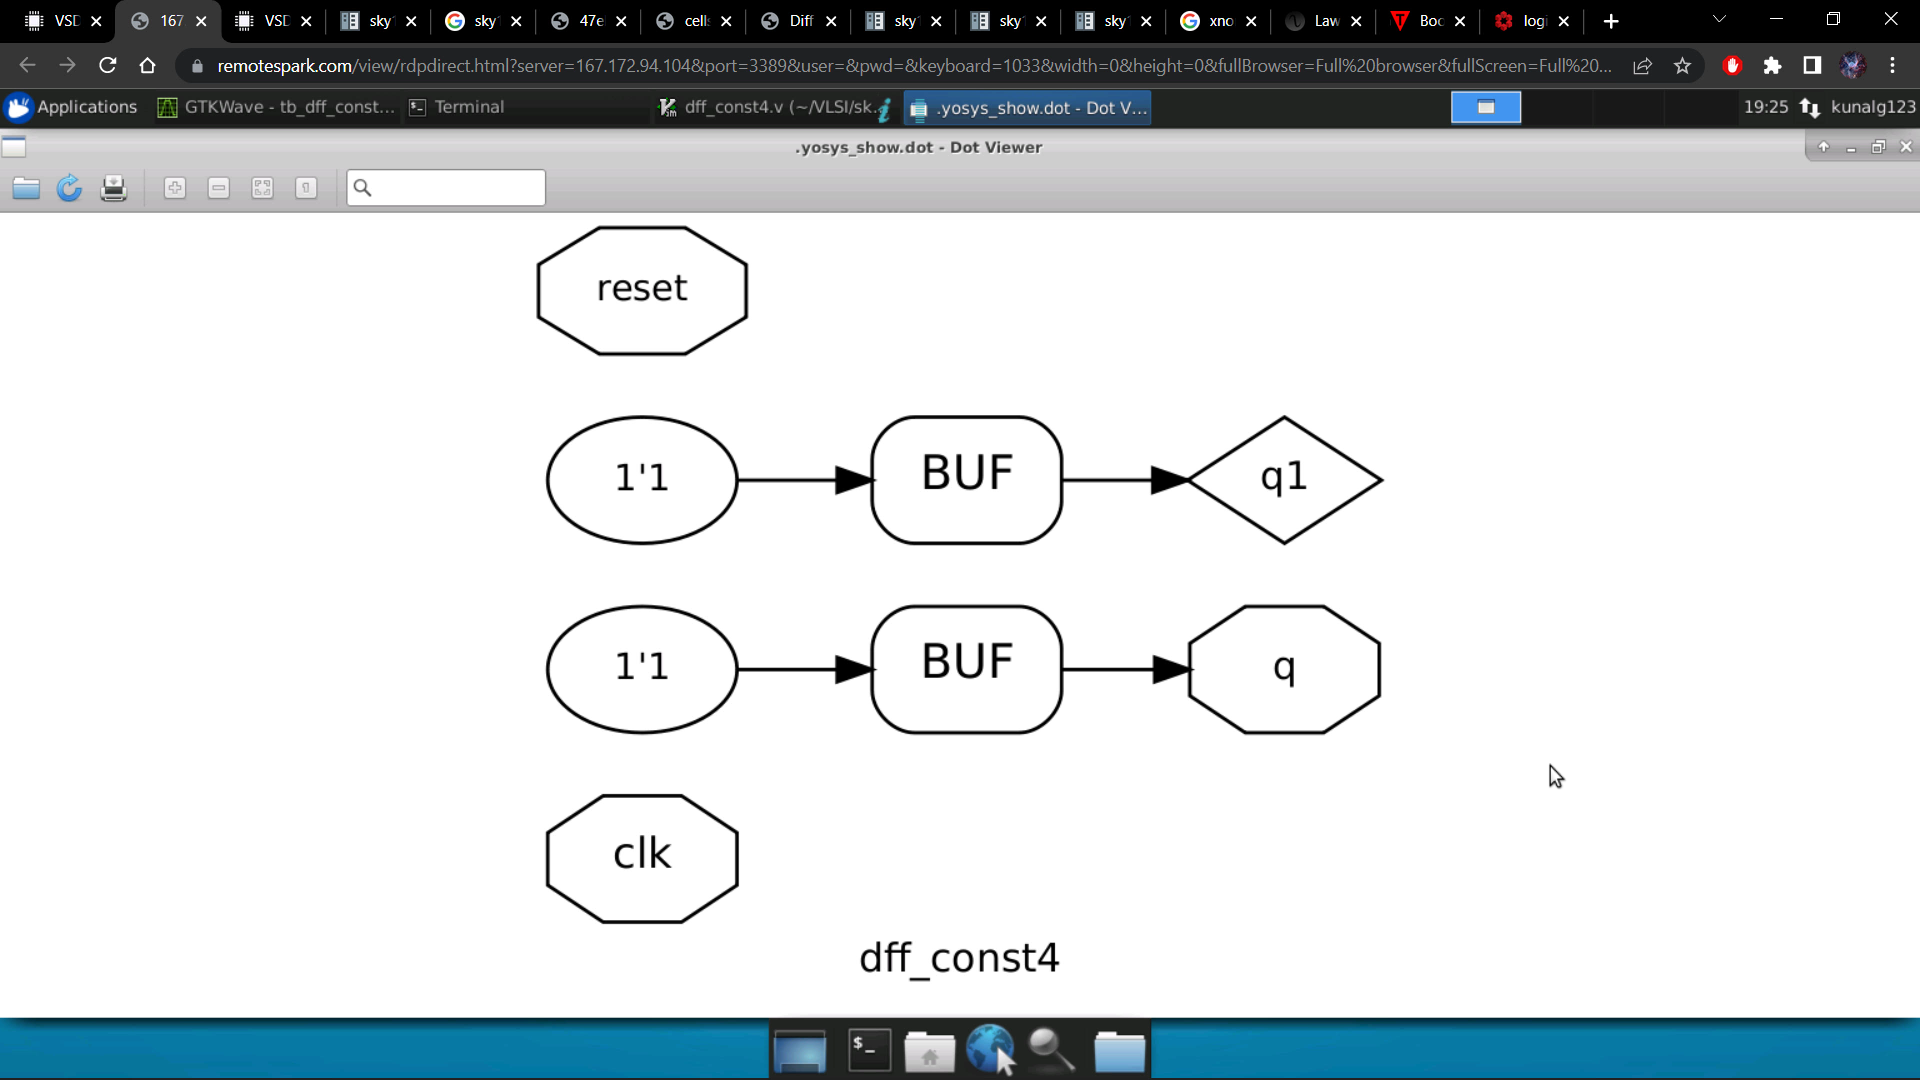 VSD
167
VSD
sky
sky
47e
cell
Diff
sky
sky
sky
xno
Law
Boc
logi
remotespark.com/view/rdpdirect.html?server=167.172.94.104&port=3389&user=&pwd=&keyboard=1033&width=0&height=0&fullBrowser=Full%20browser&fullScreen=Full%20...
Applications
GTKWave - tb_dff_const...
Terminal
dff_const4.v (~/VLSI/sk...
.yosys_show.dot - Dot V...
19:25
kunalg123
.yosys_show.dot - Dot Viewer
reset
1'1 BUF q1
1'1 BUF q
clk
dff_const4